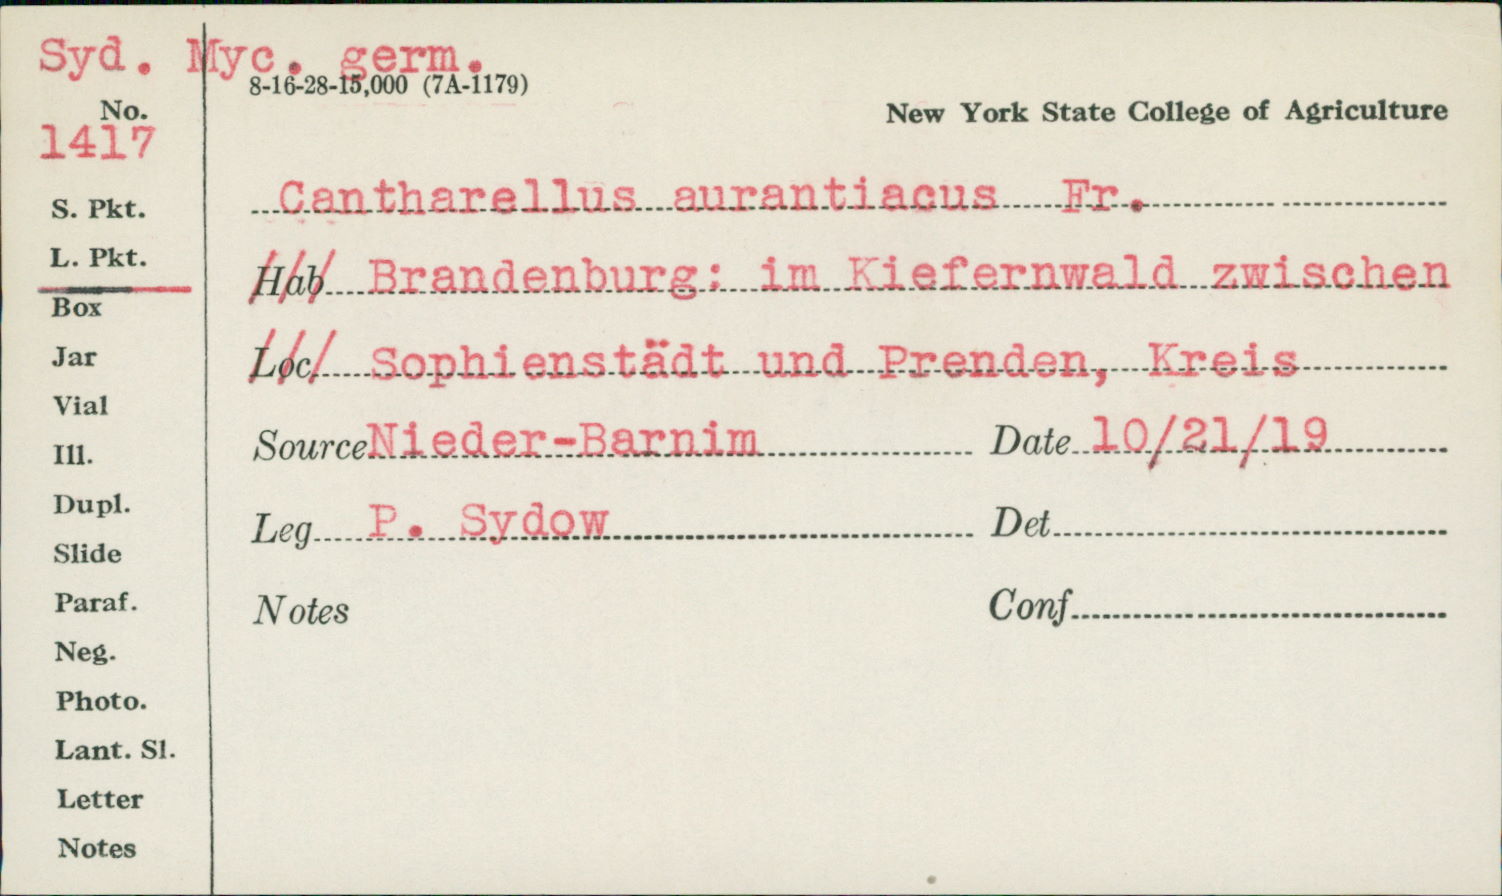 Syd. Myc. germ.
8-16-28-15,000 (7A-1179)
No.
1417
New York State College of Agriculture
S. Pkt.
Cantharellus aurantiacus Fr.
L. Pkt.
Hab Brandenburg: im Kiefernwald zwischen
Box
Jar
Loc Sophienstädt und Prenden, Kreis
Vial
Source Nieder-Barnim Date 10/21/19
Ill.
Dupl.
Leg P. Sydow Det
Slide
Paraf.
Notes Conf
Neg.
Photo.
Lant. Sl.
Letter
Notes